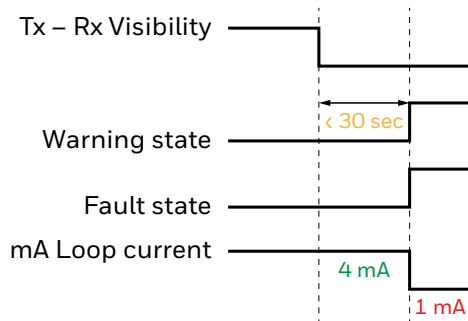 Tx – Rx Visibility
‹ 30 sec
Warning state
Fault state
mA Loop current
4 mA
1 mA